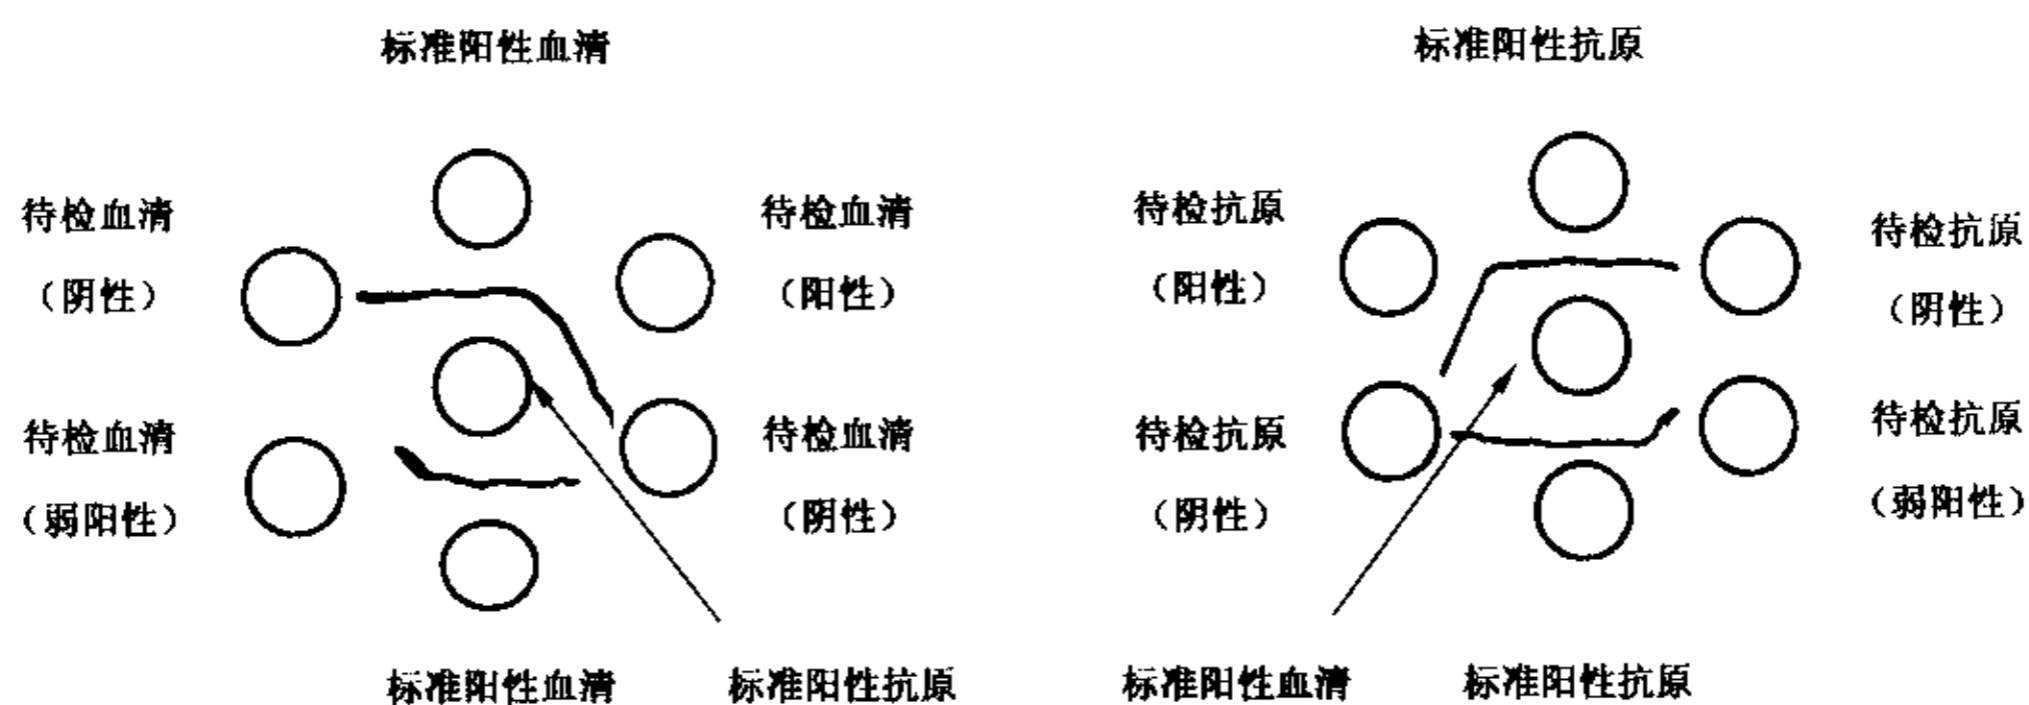 标准阳性血清
待检血清
（阴性）
待检血清
（阳性）
待检血清
（弱阳性）
待检血清
（阴性）
标准阳性血清
标准阳性抗原
标准阳性抗原
待检抗原
（阳性）
待检抗原
（阴性）
待检抗原
（阴性）
待检抗原
（弱阳性）
标准阳性血清
标准阳性抗原